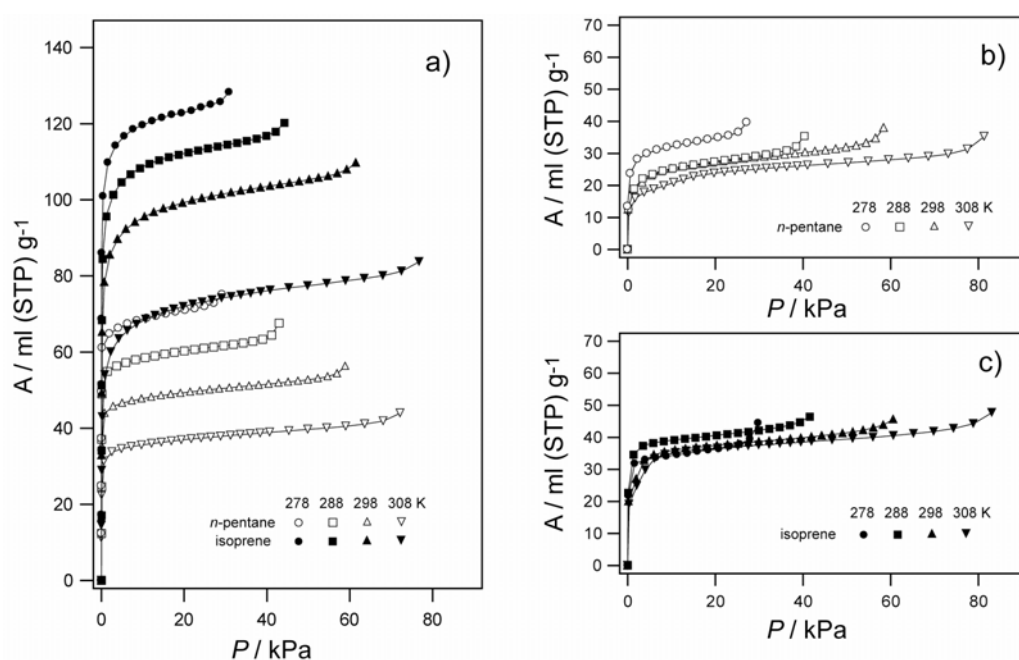 a)
A / ml (STP) g-1
140
120
100
80
60
40
20
0
278 288 298 308 K
n-pentane
isoprene
0 20 40 60 80
P / kPa
b)
A / ml (STP) g-1
70
60
50
40
30
20
10
0
278 288 298 308 K
n-pentane
0 20 40 60 80
P / kPa
c)
A / ml (STP) g-1
70
60
50
40
30
20
10
0
278 288 298 308 K
isoprene
0 20 40 60 80
P / kPa